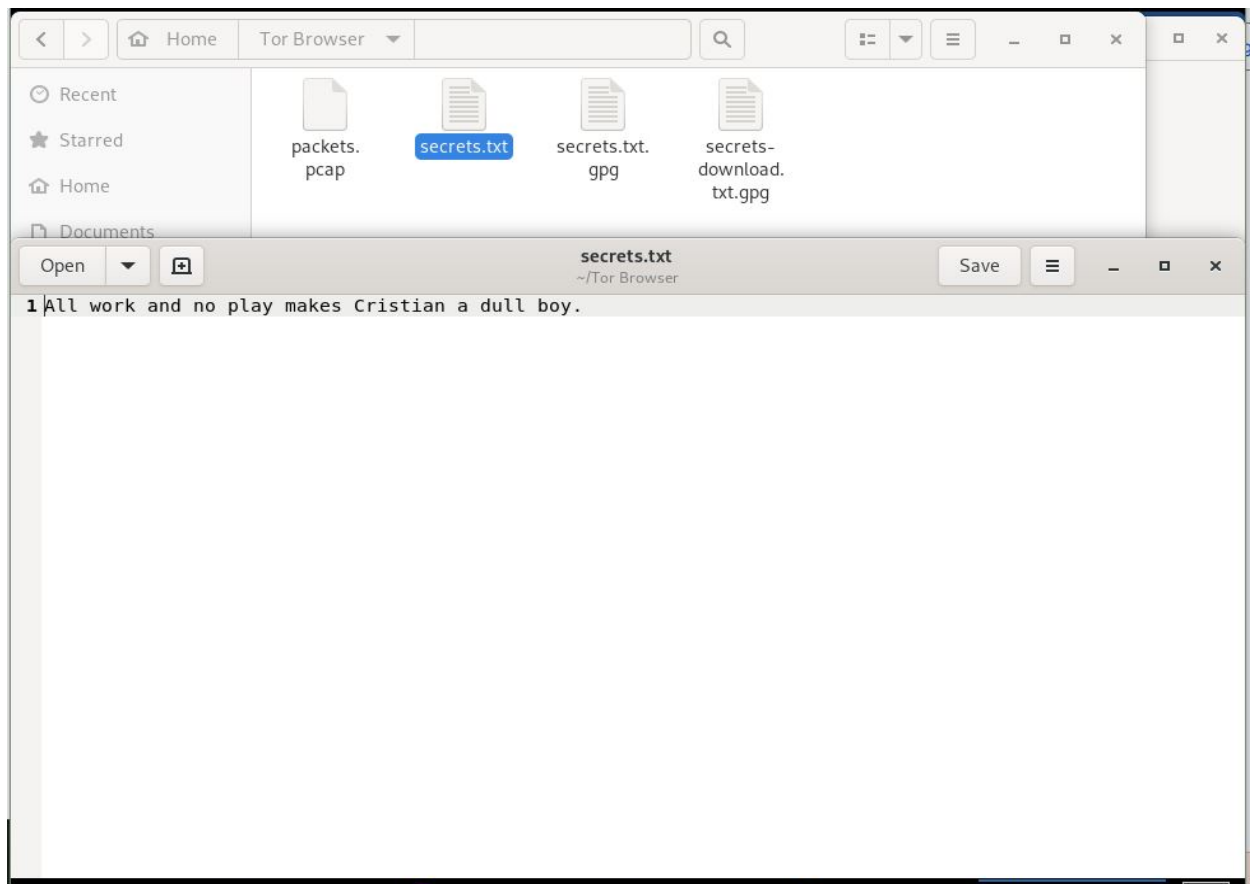 Home
Tor Browser
Recent
Starred
Home
Documents
packets.
pcap
secrets.txt
secrets.txt.
gpg
secrets-
download.
txt.gpg
Open
secrets.txt
~/Tor Browser
Save
1 All work and no play makes Cristian a dull boy.